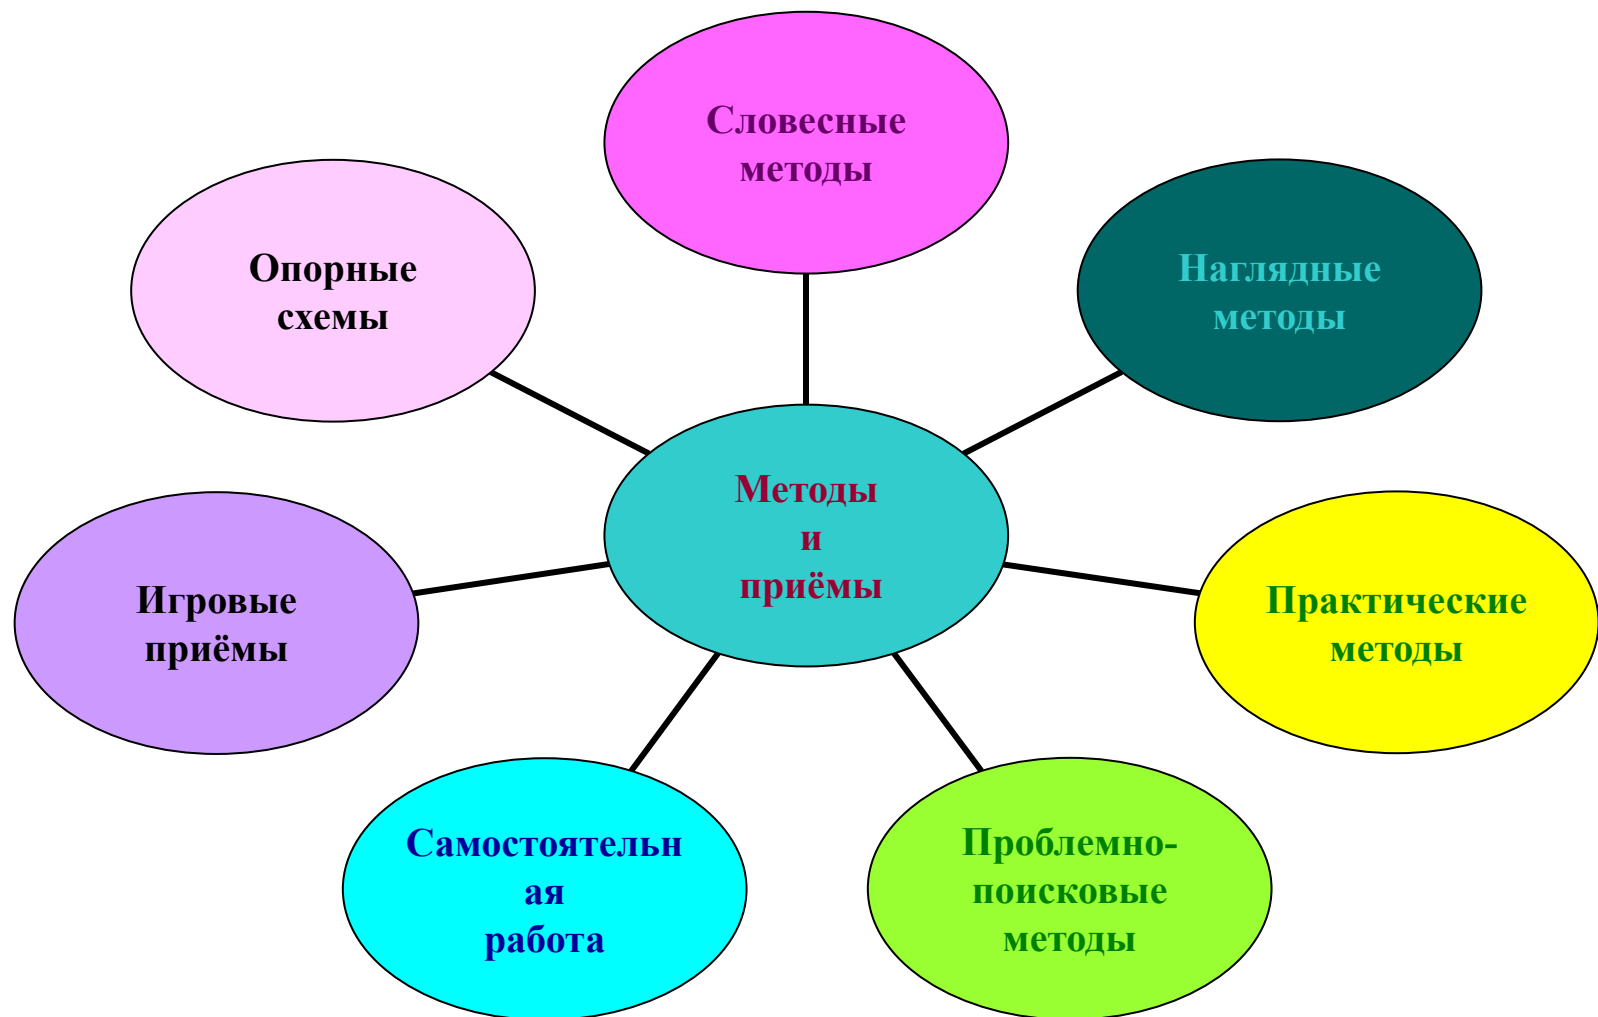 Словесные
методы
Опорные
схемы
Наглядные
методы
Методы
и
приёмы
Игровые
приёмы
Практические
методы
Самостоятельн
ая
работа
Проблемно-
поисковые
методы